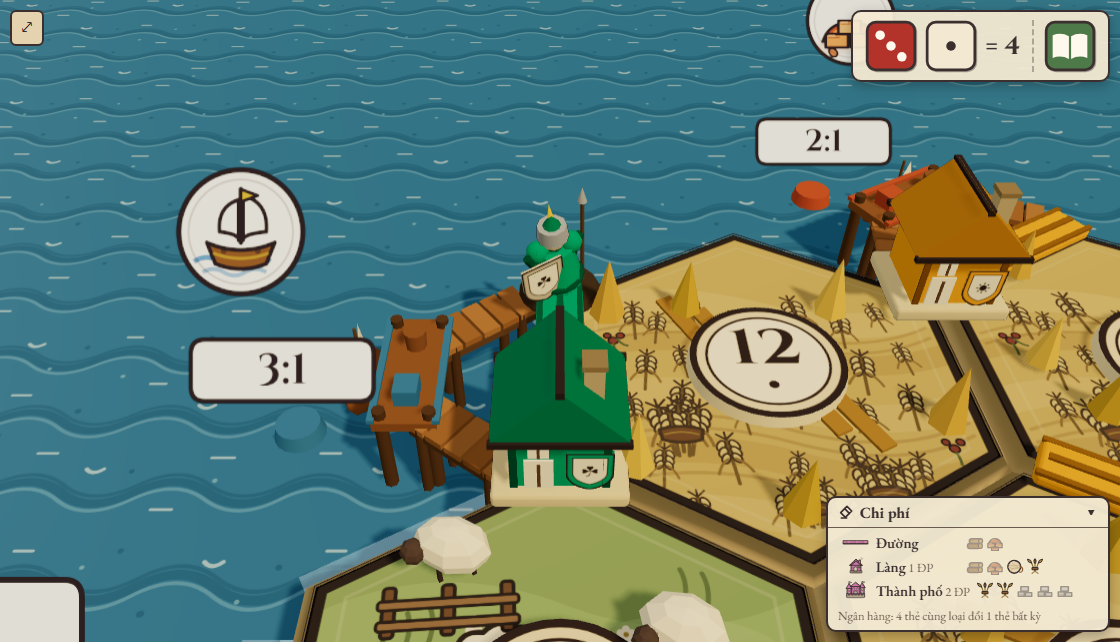 = 4
2:1
3:1
12
Chi phí
Đường
Làng 1 ĐP
Thành phố 2 ĐP
Ngân hàng: 4 thẻ cùng loại đổi 1 thẻ bất kỳ